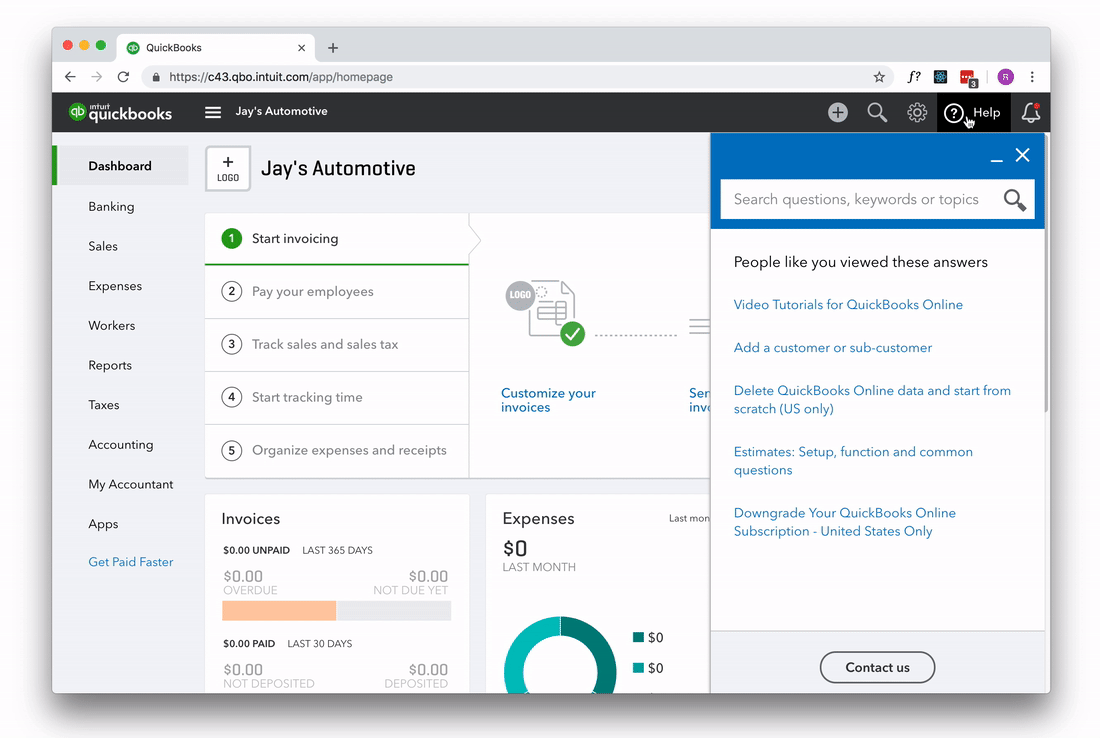 QuickBooks
https://c43.qbo.intuit.com/app/homepage
f?
3
R
intuit
qb quickbooks
Jay's Automotive
? Help
Dashboard
Banking
Sales
Expenses
Workers
Reports
Taxes
Accounting
My Accountant
Apps
Get Paid Faster
+
LOGO
Jay's Automotive
1 Start invoicing
2 Pay your employees
3 Track sales and sales tax
4 Start tracking time
5 Organize expenses and receipts
LOGO
Customize your
invoices
Sen
invo
Invoices
$0.00 UNPAID LAST 365 DAYS
$0.00 $0.00
OVERDUE NOT DUE YET
$0.00 PAID LAST 30 DAYS
$0.00 $0.00
NOT DEPOSITED DEPOSITED
Expenses
Last mon
$0
LAST MONTH
$0
$0
Search questions, keywords or topics
People like you viewed these answers
Video Tutorials for QuickBooks Online
Add a customer or sub-customer
Delete QuickBooks Online data and start from
scratch (US only)
Estimates: Setup, function and common
questions
Downgrade Your QuickBooks Online
Subscription - United States Only
Contact us